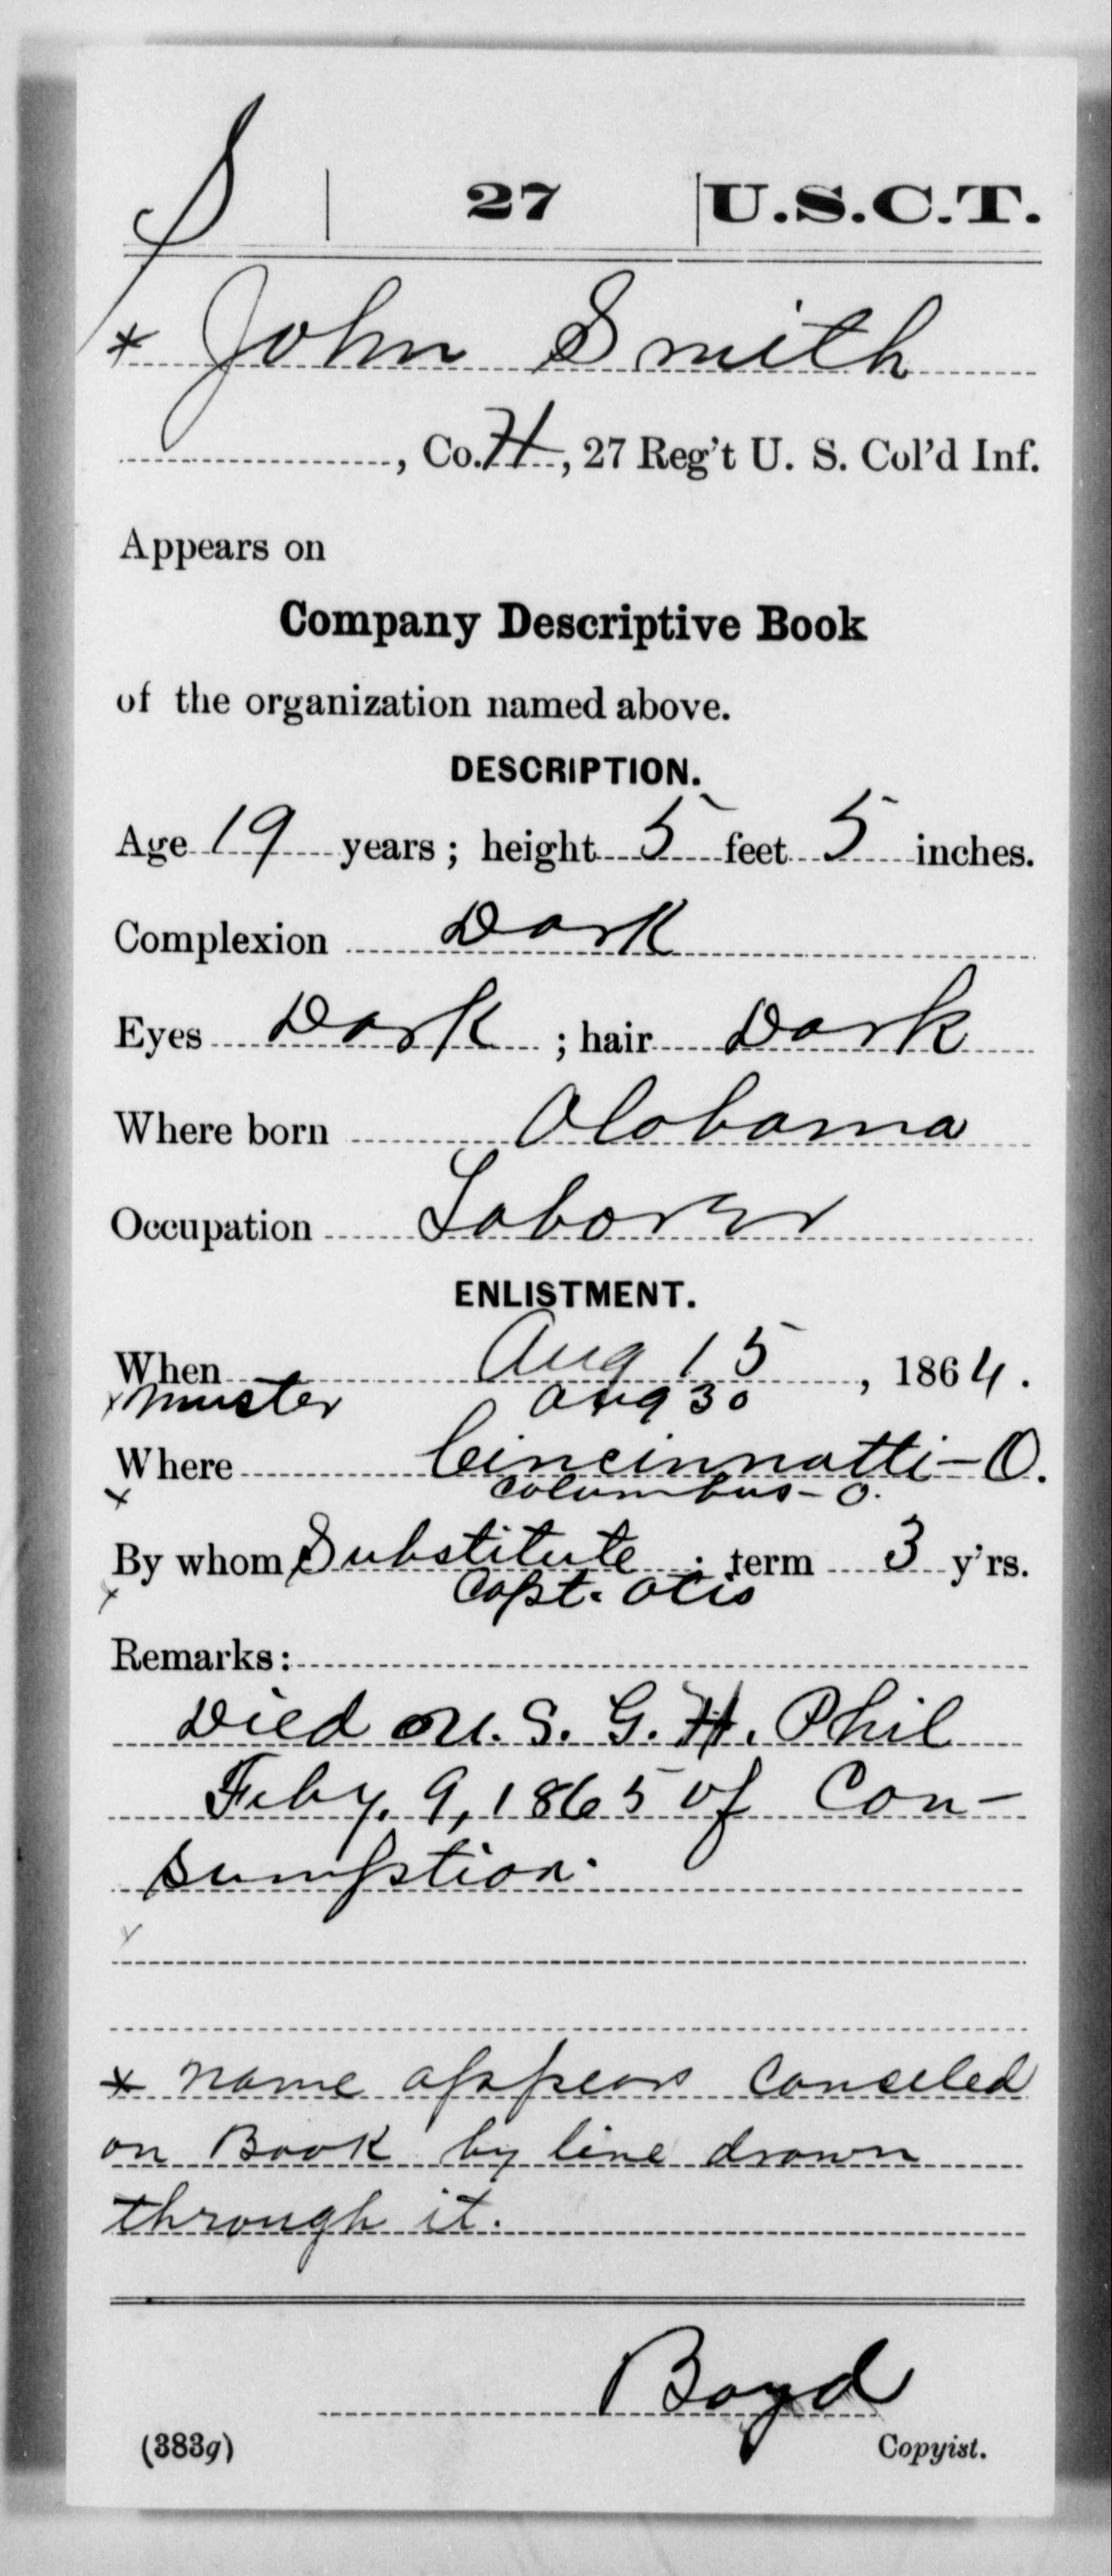 S | 27 | U.S.C.T.
* John Smith
, Co. H, 27 Reg't U. S. Col'd Inf.
Appears on
Company Descriptive Book
of the organization named above.
DESCRIPTION.
Age 19 years; height 5 feet 5 inches.
Complexion Dark
Eyes Dark ; hair Dark
Where born Alabama
Occupation Laborer
ENLISTMENT.
When Aug 15, 1864.
x muster Aug 30
Where Cincinnatti - O.
x Columbus - O.
By whom Substitute ; term 3 y'rs.
x Capt. Otis
Remarks:
Died U. S. G. H. Phil
Feby. 9, 1865 of Con-
sumption.
x
* name appears canseled
on Book by line drawn
through it.
Boyd
(383g) Copyist.